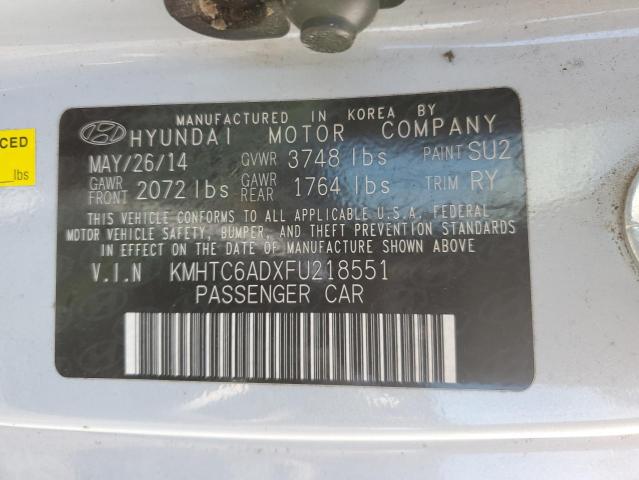 MANUFACTURED IN KOREA BY
HYUNDAI MOTOR COMPANY
MAY/26/14 GVWR 3748 lbs PAINT SU2
GAWR FRONT 2072 lbs GAWR REAR 1764 lbs TRIM RY
THIS VEHICLE CONFORMS TO ALL APPLICABLE U.S.A. FEDERAL
MOTOR VEHICLE SAFETY, BUMPER, AND THEFT PREVENTION STANDARDS
IN EFFECT ON THE DATE OF MANUFACTURE SHOWN ABOVE
V.I.N KMHTC6ADXFU218551
PASSENGER CAR
lbs